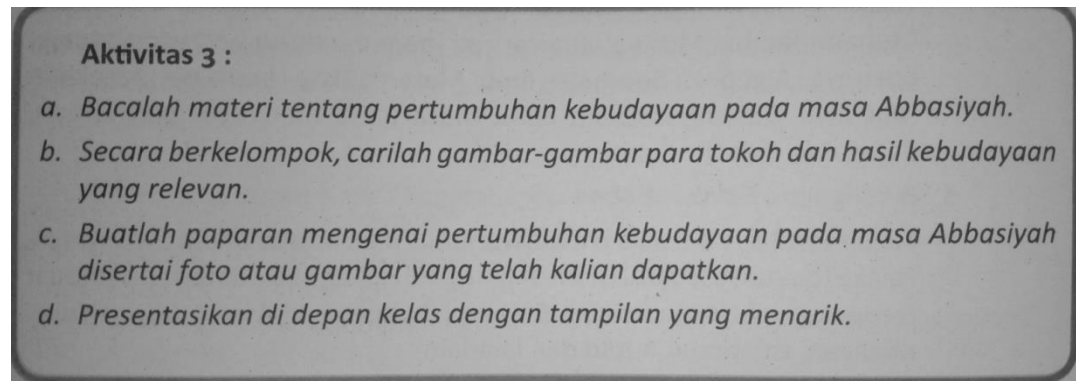 Aktivitas 3 :
a. Bacalah materi tentang pertumbuhan kebudayaan pada masa Abbasiyah.
b. Secara berkelompok, carilah gambar-gambar para tokoh dan hasil kebudayaan
yang relevan.
c. Buatlah paparan mengenai pertumbuhan kebudayaan pada masa Abbasiyah
disertai foto atau gambar yang telah kalian dapatkan.
d. Presentasikan di depan kelas dengan tampilan yang menarik.